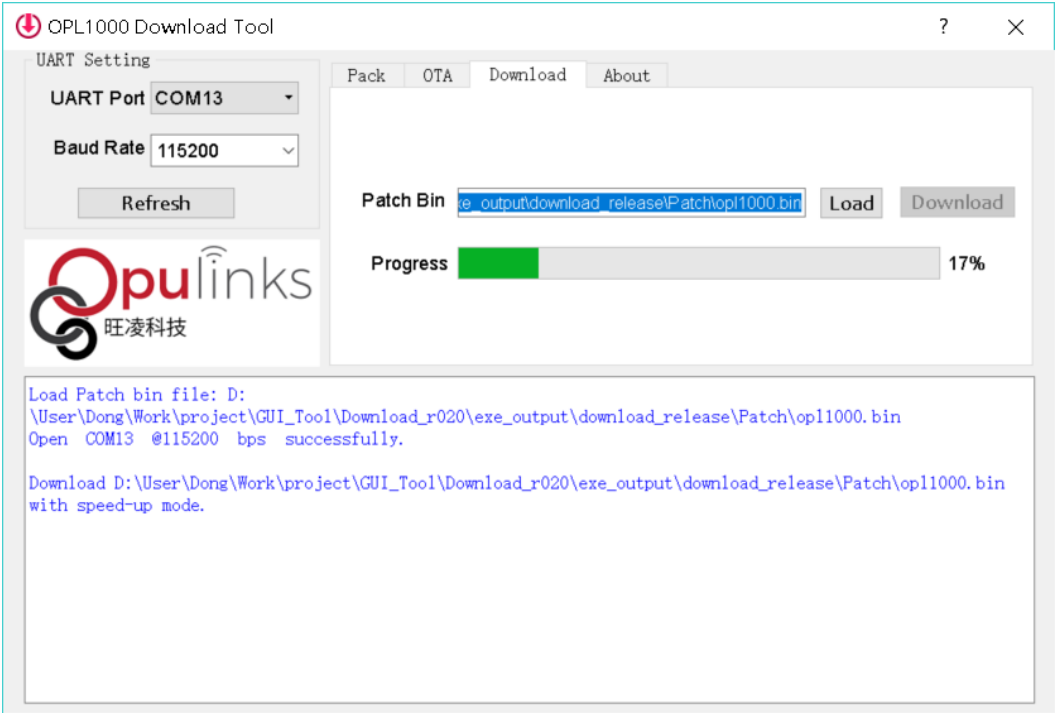 OPL1000 Download Tool
?
UART Setting
UART Port COM13
Baud Rate 115200
Refresh
Opulinks
旺凌科技
Pack OTA Download About
Patch Bin e_output\download_release\Patch\opl1000.bin Load Download
Progress 17%
Load Patch bin file: D:
\User\Dong\Work\project\GUI_Tool\Download_r020\exe_output\download_release\Patch\opl1000.bin
Open COM13 @115200 bps successfully.
Download D:\User\Dong\Work\project\GUI_Tool\Download_r020\exe_output\download_release\Patch\opl1000.bin
with speed-up mode.